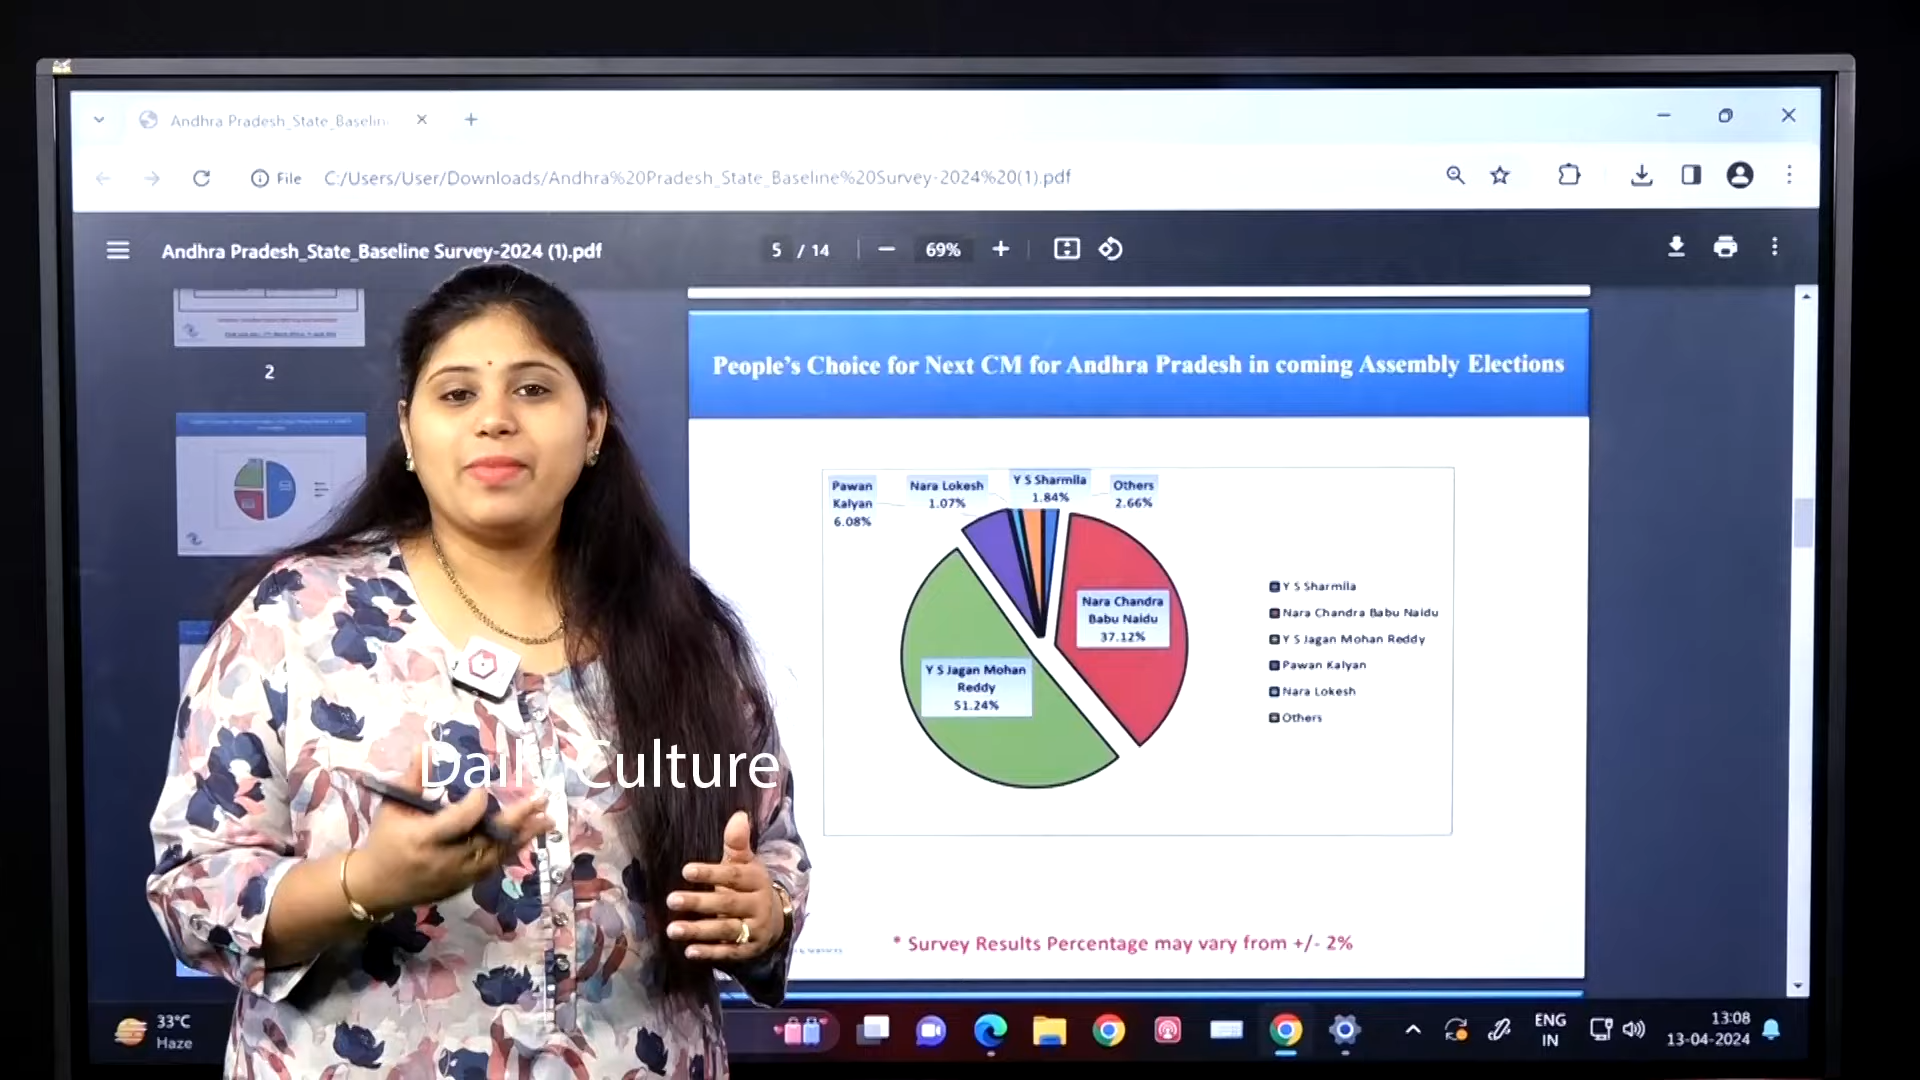 Andhra Pradesh_State_Baselin
File C:/Users/User/Downloads/Andhra%20Pradesh_State_Baseline%20Survey-2024%20(1).pdf
Andhra Pradesh_State_Baseline Survey-2024 (1).pdf
5 / 14
69%
2
People's Choice for Next CM for Andhra Pradesh in coming Assembly Elections
Pawan
Kalyan
6.08%
Nara Lokesh
1.07%
Y S Sharmila
1.84%
Others
2.66%
Nara Chandra
Babu Naidu
37.12%
Y S Jagan Mohan
Reddy
51.24%
Y S Sharmila
Nara Chandra Babu Naidu
Y S Jagan Mohan Reddy
Pawan Kalyan
Nara Lokesh
Others
Daily Culture
* Survey Results Percentage may vary from +/- 2%
33°C
Haze
ENG
IN
13:08
13-04-2024